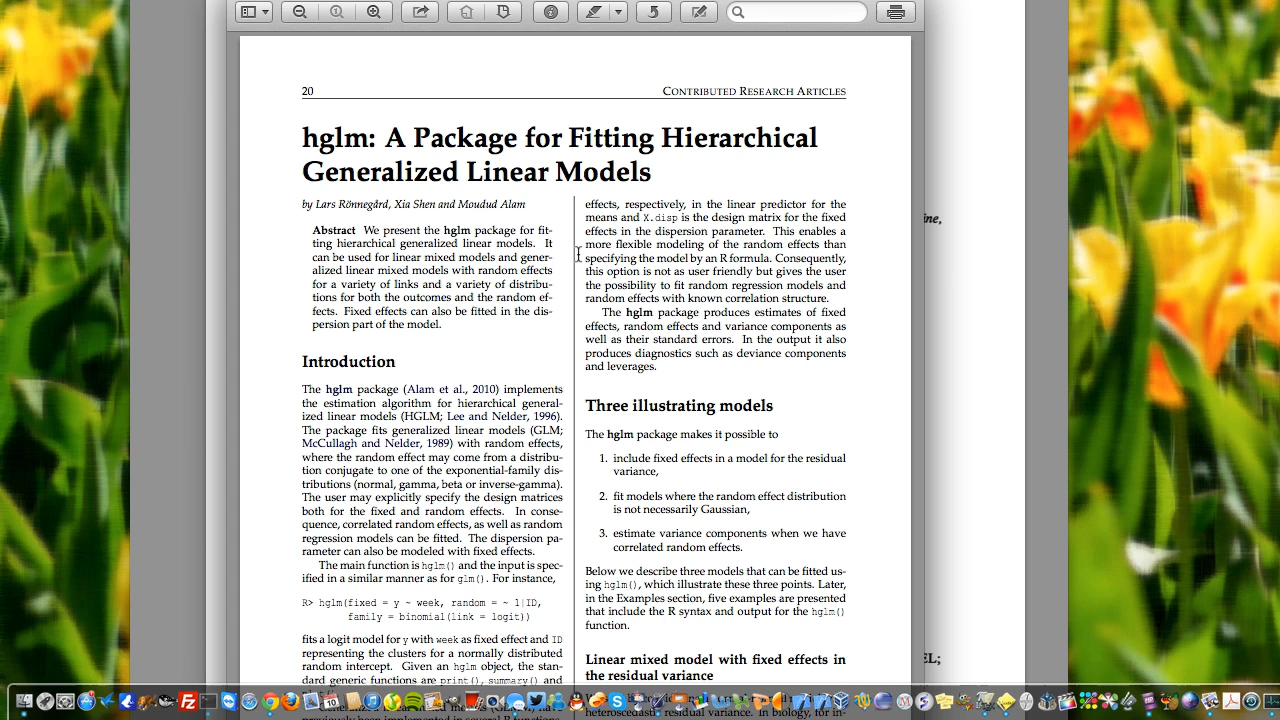 20
CONTRIBUTED RESEARCH ARTICLES
hglm: A Package for Fitting Hierarchical
Generalized Linear Models
by Lars Rönnegård, Xia Shen and Moudud Alam
Abstract We present the hglm package for fit-
ting hierarchical generalized linear models. It
can be used for linear mixed models and gener-
alized linear mixed models with random effects
for a variety of links and a variety of distribu-
tions for both the outcomes and the random ef-
fects. Fixed effects can also be fitted in the dis-
persion part of the model.
Introduction
The hglm package (Alam et al., 2010) implements
the estimation algorithm for hierarchical general-
ized linear models (HGLM; Lee and Nelder, 1996).
The package fits generalized linear models (GLM;
McCullagh and Nelder, 1989) with random effects,
where the random effect may come from a distribu-
tion conjugate to one of the exponential-family dis-
tributions (normal, gamma, beta or inverse-gamma).
The user may explicitly specify the design matrices
both for the fixed and random effects. In conse-
quence, correlated random effects, as well as random
regression models can be fitted. The dispersion pa-
rameter can also be modeled with fixed effects.
The main function is hglm() and the input is spec-
ified in a similar manner as for glm(). For instance,
R> hglm(fixed = y ~ week, random = ~ 1|ID,
family = binomial(link = logit))
fits a logit model for y with week as fixed effect and ID
representing the clusters for a normally distributed
random intercept. Given an hglm object, the stan-
dard generic functions are print(), summary() and
effects, respectively, in the linear predictor for the
means and X.disp is the design matrix for the fixed
effects in the dispersion parameter. This enables a
more flexible modeling of the random effects than
specifying the model by an R formula. Consequently,
this option is not as user friendly but gives the user
the possibility to fit random regression models and
random effects with known correlation structure.
The hglm package produces estimates of fixed
effects, random effects and variance components as
well as their standard errors. In the output it also
produces diagnostics such as deviance components
and leverages.
Three illustrating models
The hglm package makes it possible to
1. include fixed effects in a model for the residual
variance,
2. fit models where the random effect distribution
is not necessarily Gaussian,
3. estimate variance components when we have
correlated random effects.
Below we describe three models that can be fitted us-
ing hglm(), which illustrate these three points. Later,
in the Examples section, five examples are presented
that include the R syntax and output for the hglm()
function.
Linear mixed model with fixed effects in
the residual variance
residual variance. In biology, for in-
ine,
EL;